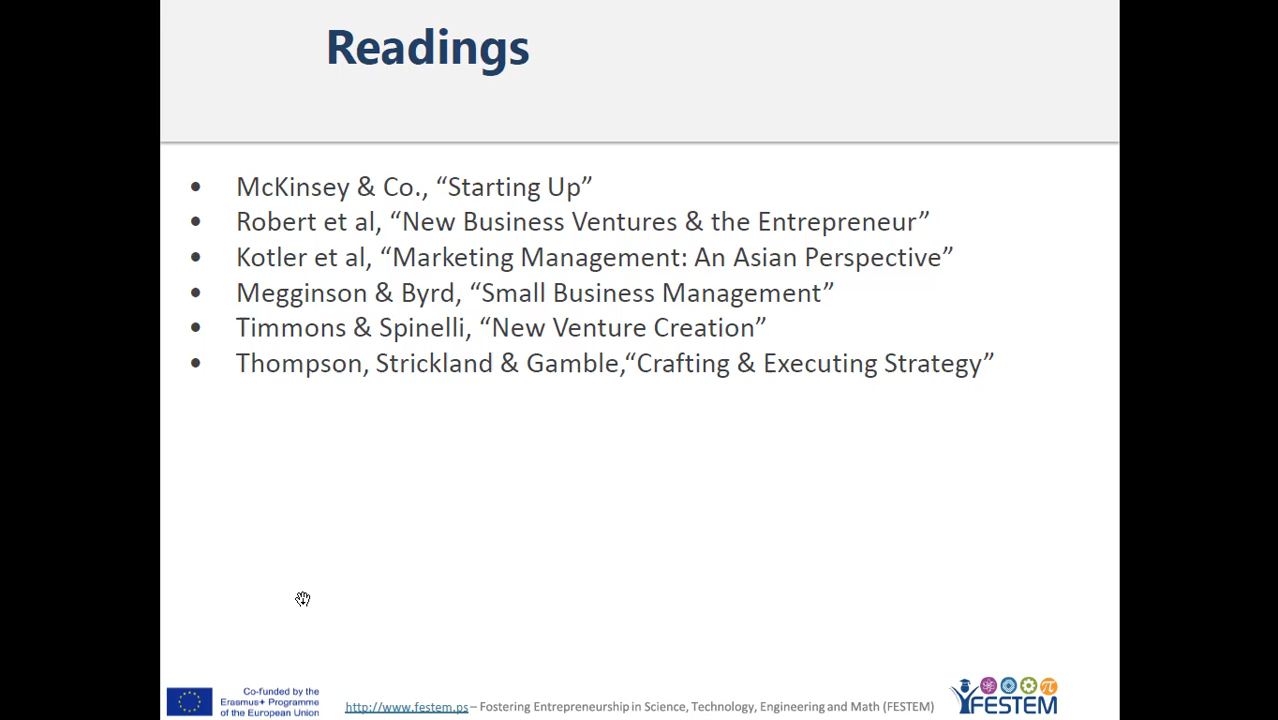 Readings
• McKinsey & Co., “Starting Up”
• Robert et al, “New Business Ventures & the Entrepreneur”
• Kotler et al, “Marketing Management: An Asian Perspective”
• Megginson & Byrd, “Small Business Management”
• Timmons & Spinelli, “New Venture Creation”
• Thompson, Strickland & Gamble,“Crafting & Executing Strategy”
Co-funded by the
Erasmus+ Programme
of the European Union
http://www.festem.ps – Fostering Entrepreneurship in Science, Technology, Engineering and Math (FESTEM)
π
FESTEM